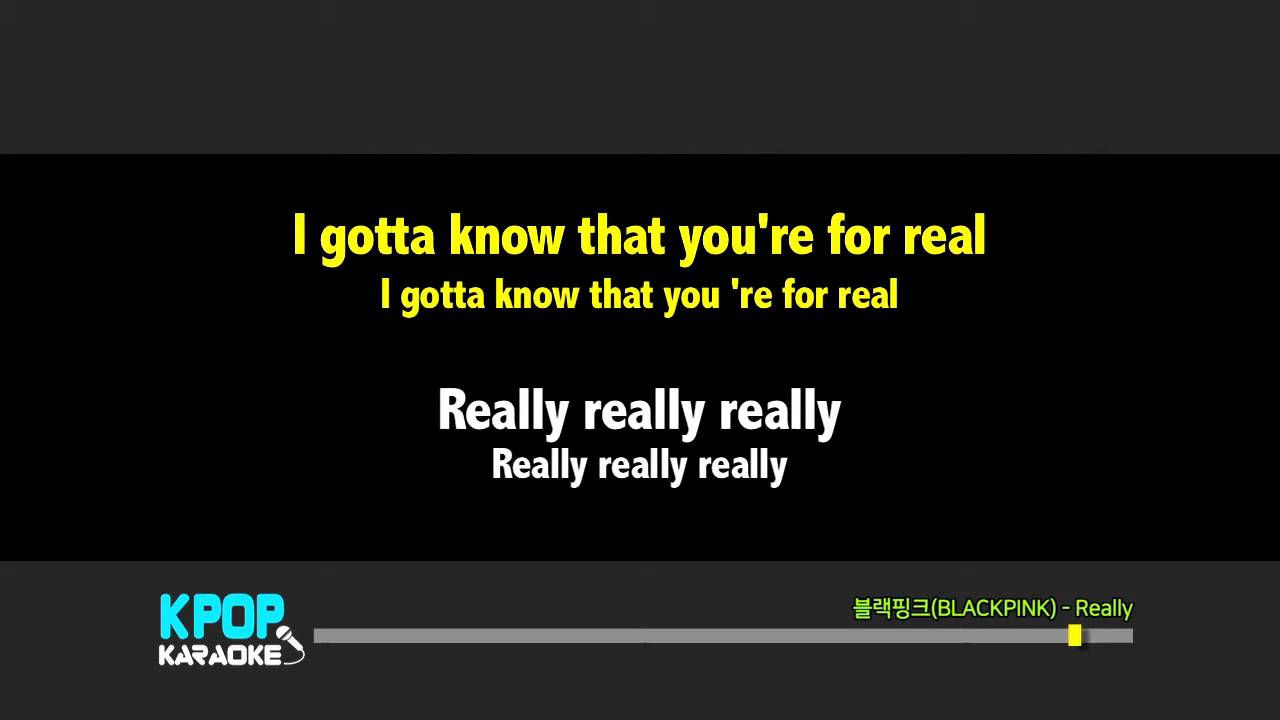 I gotta know that you're for real
I gotta know that you 're for real
Really really really
Really really really
KPOP
KARAOKE
블랙핑크(BLACKPINK) - Really